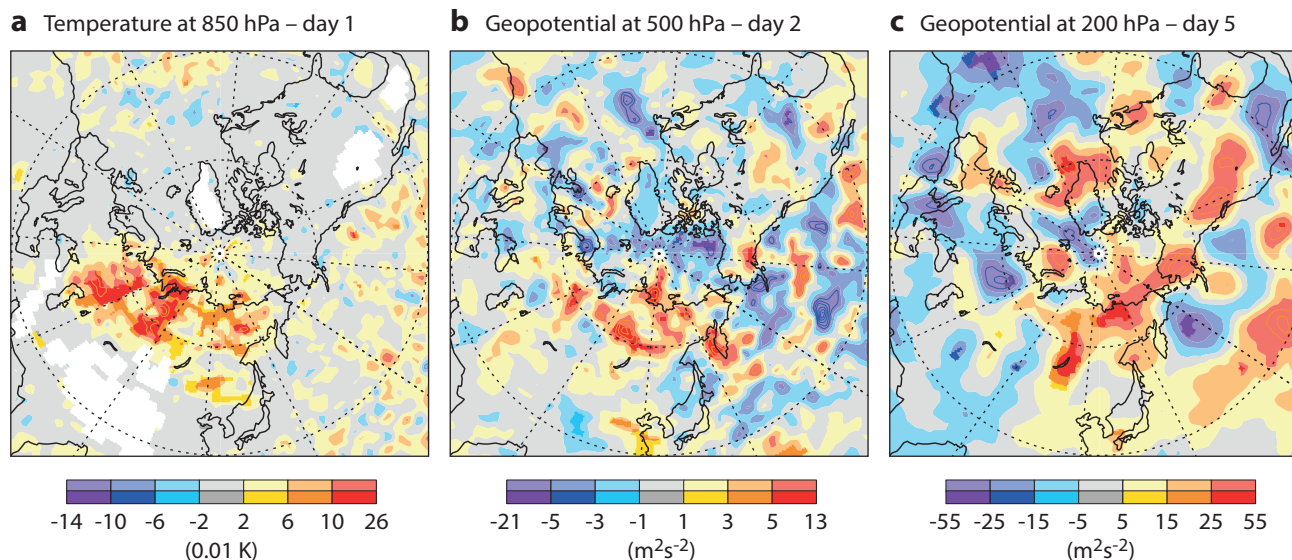 a Temperature at 850 hPa – day 1
b Geopotential at 500 hPa – day 2
c Geopotential at 200 hPa – day 5
-14 -10 -6 -2 2 6 10 26
(0.01 K)
-21 -5 -3 -1 1 3 5 13
(m²s⁻²)
-55 -25 -15 -5 5 15 25 55
(m²s⁻²)